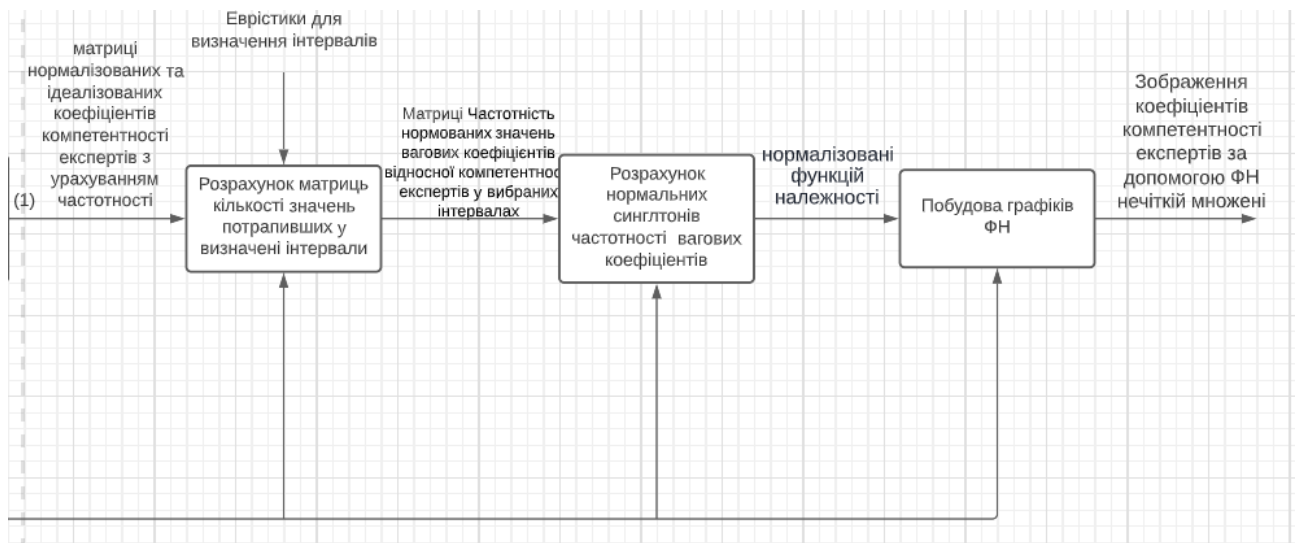 Еврістики для
визначення інтервалів
матриці
нормалізованих та
ідеалізованих
коефіцієнтів
компетентності
експертів з
урахуванням
частотності
(1)
Розрахунок матриць
кількості значень
потрапивших у
визначені інтервали
Матриці Частотність
нормованих значень
вагових коефіцієнтів
відносної компетентнос
експертів у вибраних
інтервалах
Розрахунок
нормальних
синглтонів
частотності вагових
коефіцієнтів
нормалізовані
функцій
належності
Побудова графіків
ФН
Зображення
коефіцієнтів
компетентності
експертів за
допомогою ФН
нечіткій множені